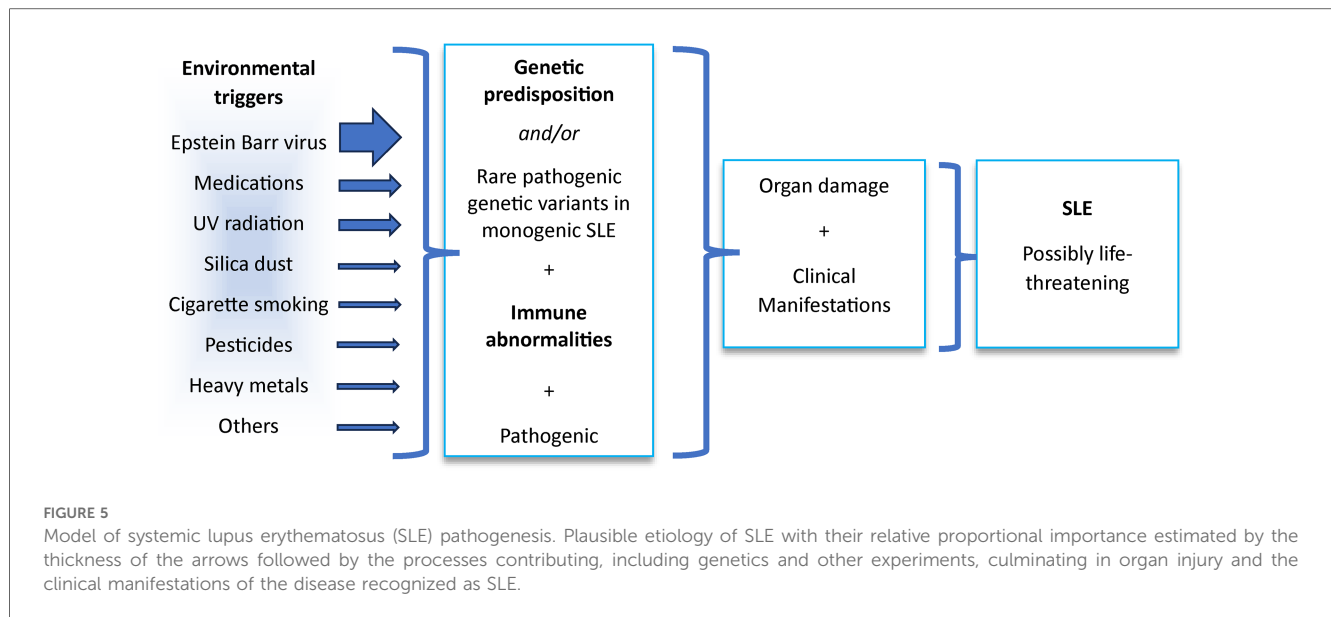 Environmental
triggers
Epstein Barr virus
Medications
UV radiation
Silica dust
Cigarette smoking
Pesticides
Heavy metals
Others
Genetic
predisposition
and/or
Rare pathogenic
genetic variants in
monogenic SLE
+
Immune
abnormalities
+
Pathogenic
Organ damage
+
Clinical
Manifestations
SLE
Possibly life-
threatening
FIGURE 5
Model of systemic lupus erythematosus (SLE) pathogenesis. Plausible etiology of SLE with their relative proportional importance estimated by the
thickness of the arrows followed by the processes contributing, including genetics and other experiments, culminating in organ injury and the
clinical manifestations of the disease recognized as SLE.